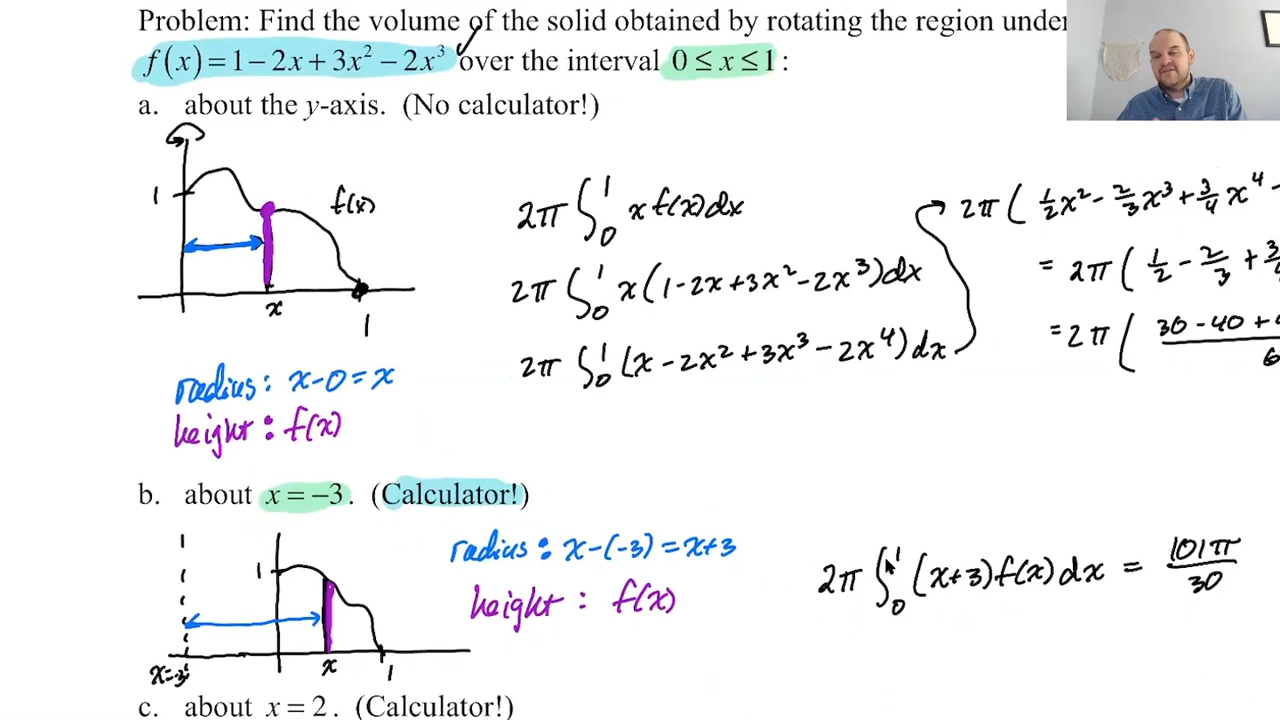 Problem: Find the volume of the solid obtained by rotating the region under
f(x) = 1 − 2x + 3x² − 2x³ over the interval 0 ≤ x ≤ 1 :
a. about the y-axis. (No calculator!)
1
f(x)
x
1
radius: x-0 = x
height: f(x)
2π ∫₀¹ x f(x) dx
2π ∫₀¹ x(1-2x+3x²-2x³) dx
2π ∫₀¹ (x - 2x² + 3x³ - 2x⁴) dx
2π ( ½x² - ⅔x³ + ¾x⁴ -
= 2π ( ½ - ⅔ +
= 2π ( 30 - 40 +
b. about x = −3. (Calculator!)
1
x=-3
x
1
radius: x-(-3) = x+3
height: f(x)
2π ∫₀¹ (x+3) f(x) dx = 101π/30
c. about x = 2. (Calculator!)